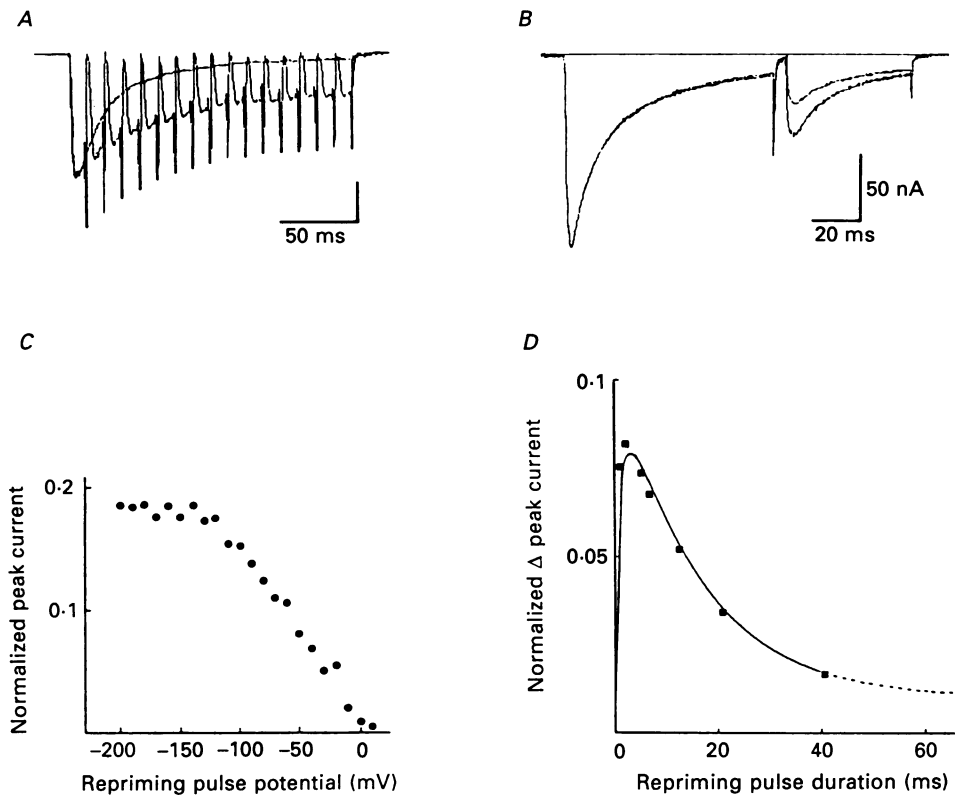 A
B
50 ms
50 nA
20 ms
C
Normalized peak current
0·2
0·1
−200 −150 −100 −50 0
Repriming pulse potential (mV)
D
Normalized Δ peak current
0·1
0·05
0 20 40 60
Repriming pulse duration (ms)